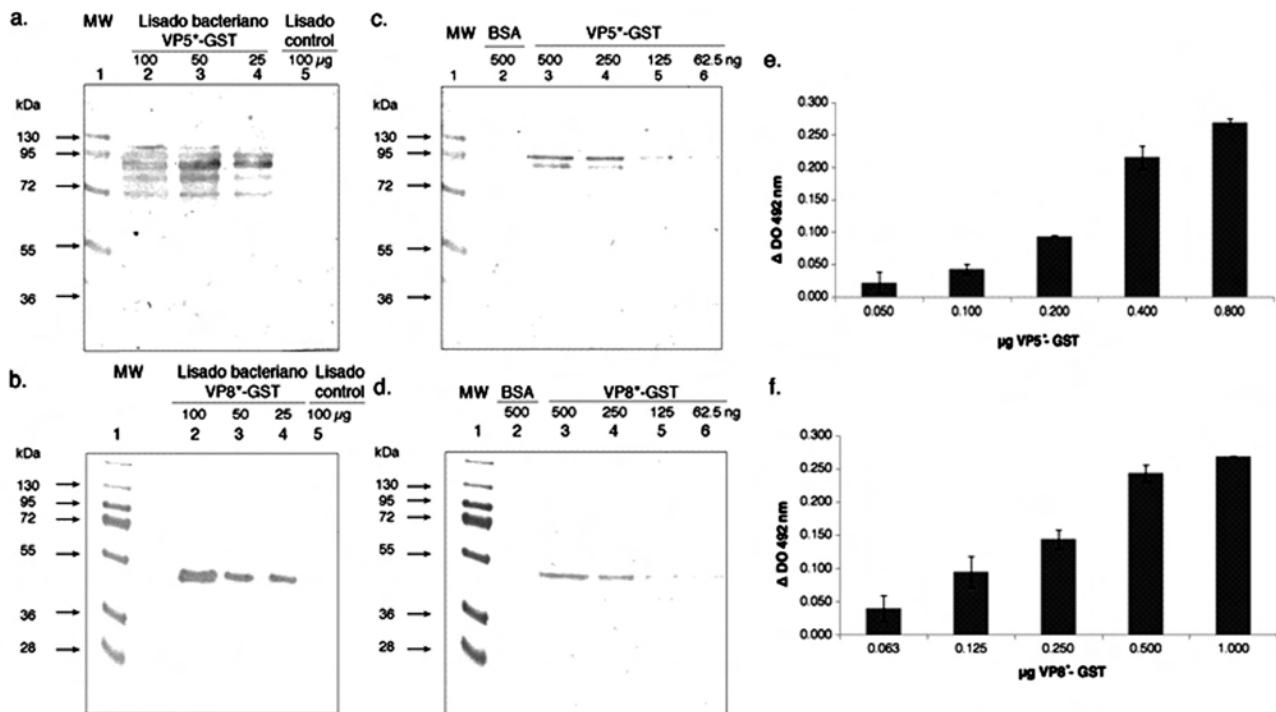 a.
MW
Lisado bacteriano
VP5*-GST
Lisado
control
100 50 25 100 µg
1 2 3 4 5
kDa
130
95
72
55
36
b.
MW
Lisado bacteriano
VP8*-GST
Lisado
control
100 50 25 100 µg
1 2 3 4 5
kDa
130
95
72
55
36
28
c.
MW BSA VP5*-GST
500 500 250 125 62.5 ng
1 2 3 4 5 6
kDa
130
95
72
55
36
d.
MW BSA VP8*-GST
500 500 250 125 62.5 ng
1 2 3 4 5 6
kDa
130
95
72
55
36
28
e.
Δ DO 492 nm
0.300
0.250
0.200
0.150
0.100
0.050
0.000
0.050 0.100 0.200 0.400 0.800
µg VP5*- GST
f.
Δ DO 492 nm
0.300
0.250
0.200
0.150
0.100
0.050
0.000
0.063 0.125 0.250 0.500 1.000
µg VP8*- GST